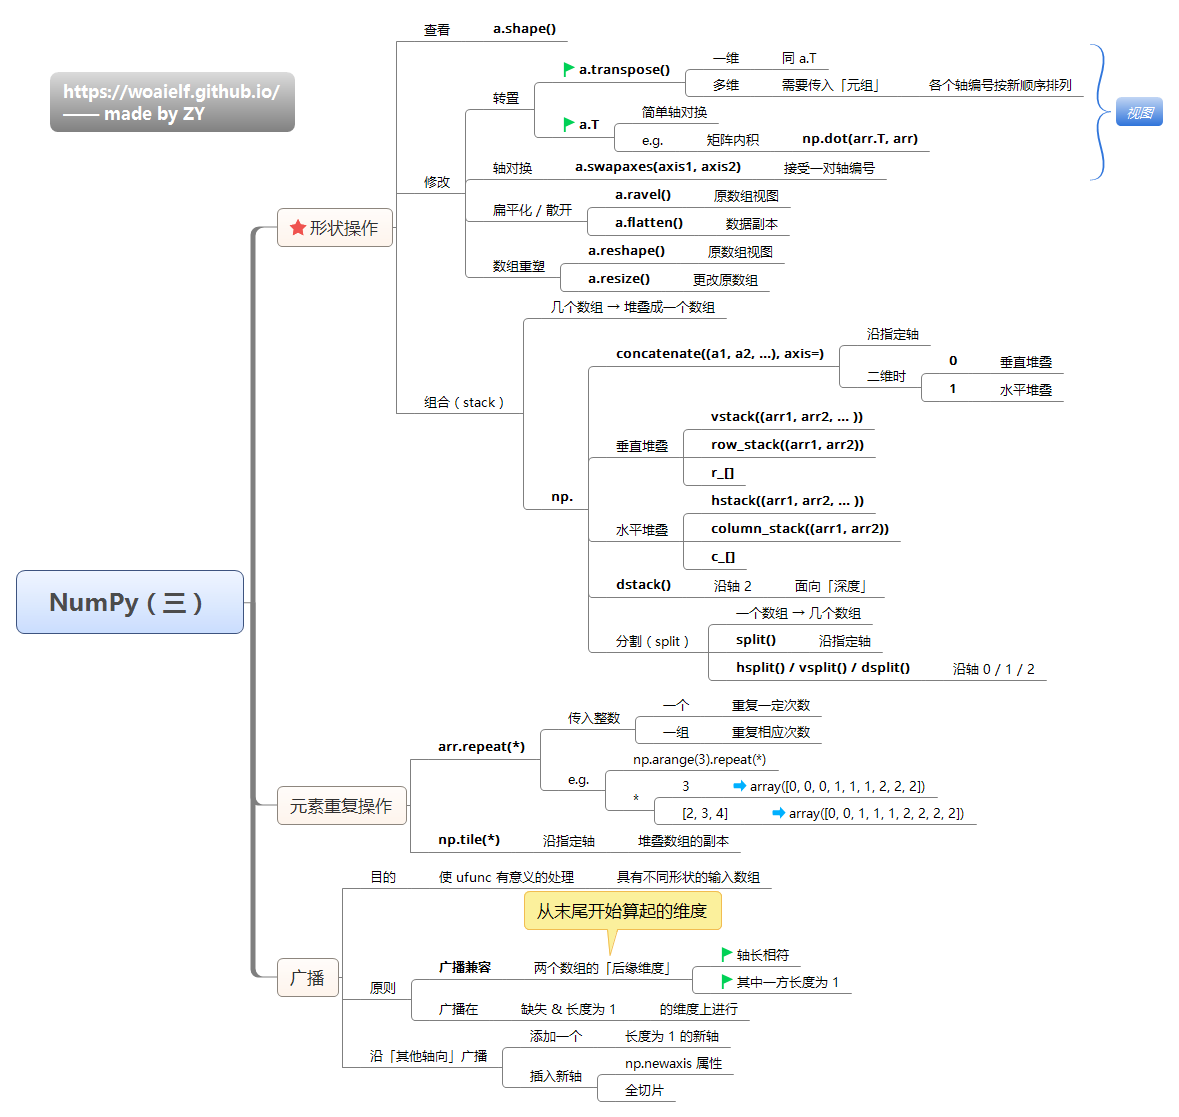 https://woaielf.github.io/
—— made by ZY
NumPy（三）
形状操作
查看
a.shape()
修改
转置
a.transpose()
一维
同 a.T
多维
需要传入「元组」
各个轴编号按新顺序排列
a.T
简单轴对换
e.g.
矩阵内积
np.dot(arr.T, arr)
视图
轴对换
a.swapaxes(axis1, axis2)
接受一对轴编号
扁平化 / 散开
a.ravel()
原数组视图
a.flatten()
数据副本
数组重塑
a.reshape()
原数组视图
a.resize()
更改原数组
组合（stack）
几个数组 → 堆叠成一个数组
np.
concatenate((a1, a2, ...), axis=)
沿指定轴
二维时
0
垂直堆叠
1
水平堆叠
垂直堆叠
vstack((arr1, arr2, ... ))
row_stack((arr1, arr2))
r_[]
水平堆叠
hstack((arr1, arr2, ... ))
column_stack((arr1, arr2))
c_[]
dstack()
沿轴 2
面向「深度」
分割（split）
一个数组 → 几个数组
split()
沿指定轴
hsplit() / vsplit() / dsplit()
沿轴 0 / 1 / 2
元素重复操作
arr.repeat(*)
传入整数
一个
重复一定次数
一组
重复相应次数
e.g.
np.arange(3).repeat(*)
*
3
array([0, 0, 0, 1, 1, 1, 2, 2, 2])
[2, 3, 4]
array([0, 0, 1, 1, 1, 2, 2, 2, 2])
np.tile(*)
沿指定轴
堆叠数组的副本
广播
目的
使 ufunc 有意义的处理
具有不同形状的输入数组
从末尾开始算起的维度
原则
广播兼容
两个数组的「后缘维度」
轴长相符
其中一方长度为 1
广播在
缺失 & 长度为 1
的维度上进行
沿「其他轴向」广播
添加一个
长度为 1 的新轴
插入新轴
np.newaxis 属性
全切片